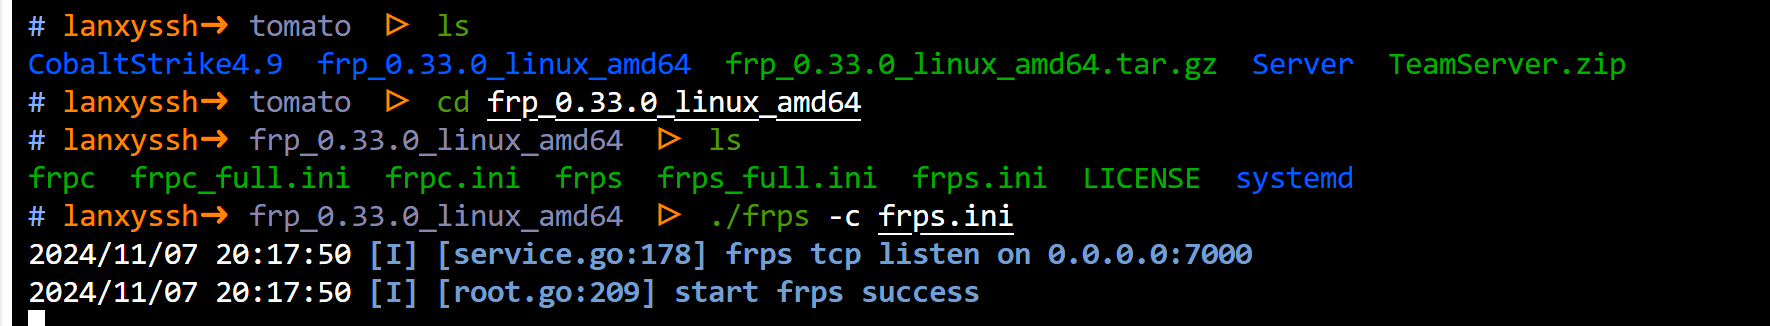 # lanxyssh➜ tomato ▷ ls
CobaltStrike4.9 frp_0.33.0_linux_amd64 frp_0.33.0_linux_amd64.tar.gz Server TeamServer.zip
# lanxyssh➜ tomato ▷ cd frp_0.33.0_linux_amd64
# lanxyssh➜ frp_0.33.0_linux_amd64 ▷ ls
frpc frpc_full.ini frpc.ini frps frps_full.ini frps.ini LICENSE systemd
# lanxyssh➜ frp_0.33.0_linux_amd64 ▷ ./frps -c frps.ini
2024/11/07 20:17:50 [I] [service.go:178] frps tcp listen on 0.0.0.0:7000
2024/11/07 20:17:50 [I] [root.go:209] start frps success